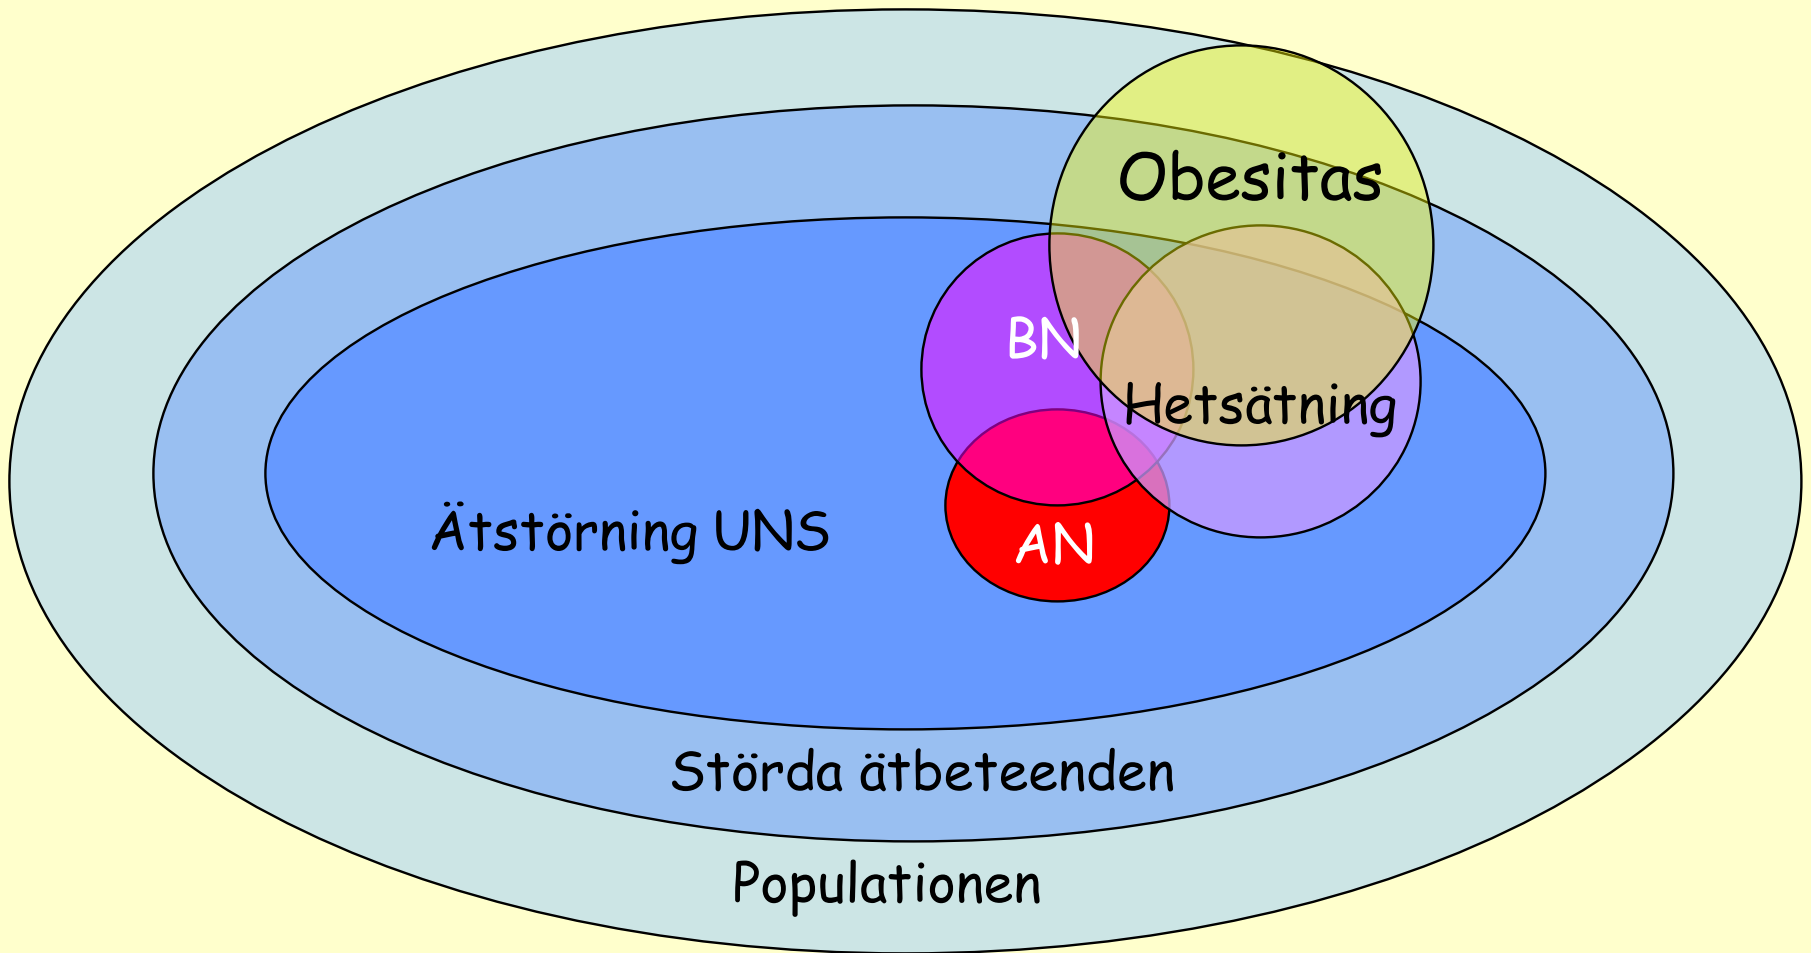 Obesitas
BN
Hetsätning
Ätstörning UNS
AN
Störda ätbeteenden
Populationen